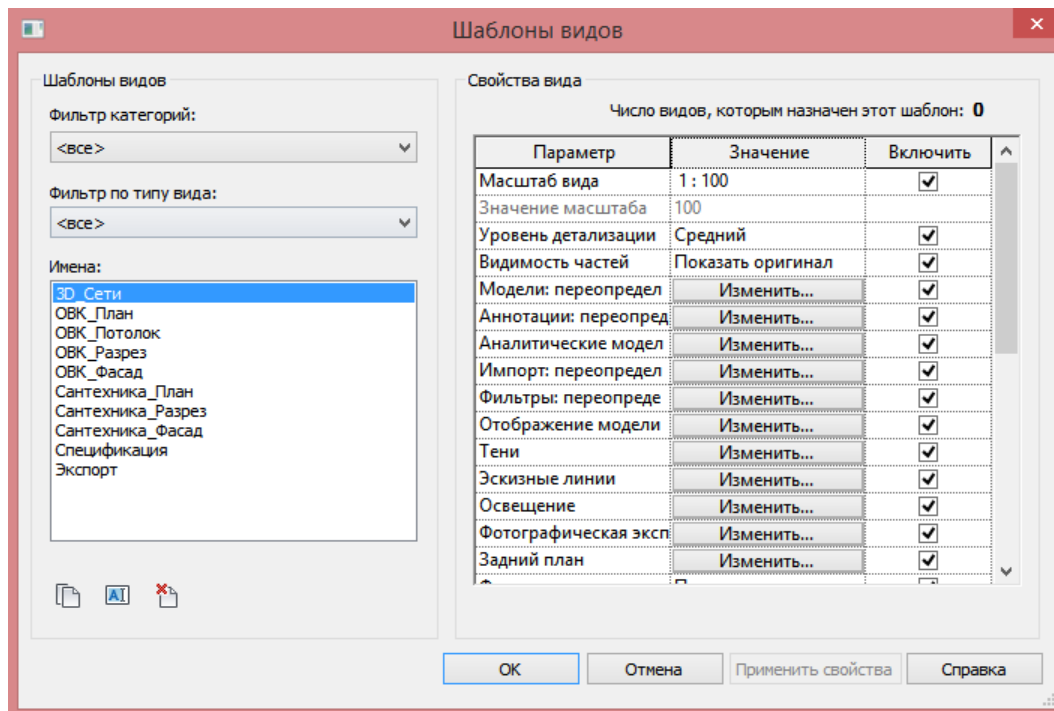 Шаблоны видов
Шаблоны видов
Фильтр категорий:
<все>
Фильтр по типу вида:
<все>
Имена:
3D_Сети
ОВК_План
ОВК_Потолок
ОВК_Разрез
ОВК_Фасад
Сантехника_План
Сантехника_Разрез
Сантехника_Фасад
Спецификация
Экспорт
Свойства вида
Число видов, которым назначен этот шаблон: 0
Параметр Значение Включить
Масштаб вида 1 : 100
Значение масштаба 100
Уровень детализации Средний
Видимость частей Показать оригинал
Модели: переопредел Изменить...
Аннотации: переопред Изменить...
Аналитические модел Изменить...
Импорт: переопредел Изменить...
Фильтры: переопреде Изменить...
Отображение модели Изменить...
Тени Изменить...
Эскизные линии Изменить...
Освещение Изменить...
Фотографическая эксп Изменить...
Задний план Изменить...
OK Отмена Применить свойства Справка